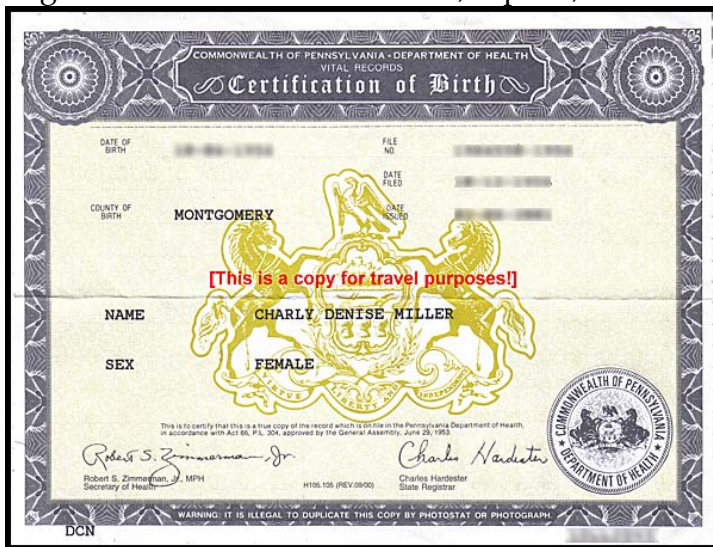 COMMONWEALTH OF PENNSYLVANIA • DEPARTMENT OF HEALTH
VITAL RECORDS
Certification of Birth
DATE OF BIRTH
FILE NO.
DATE FILED
COUNTY OF BIRTH
MONTGOMERY
DATE ISSUED
[This is a copy for travel purposes!]
NAME CHARLY DENISE MILLER
SEX FEMALE
VIRTUE LIBERTY AND INDEPENDENCE
This is to certify that this is a true copy of the record which is on file in the Pennsylvania Department of Health,
in accordance with Act 66, P.L. 304, approved by the General Assembly, June 29, 1953.
Robert S. Zimmerman, Jr.
Charles Hardester
Robert S. Zimmerman, Jr., MPH
Secretary of Health
H105.105 (REV.09/00)
Charles Hardester
State Registrar
COMMONWEALTH OF PENNSYLVANIA
DEPARTMENT OF HEALTH
WARNING: IT IS ILLEGAL TO DUPLICATE THIS COPY BY PHOTOSTAT OR PHOTOGRAPH.
DCN